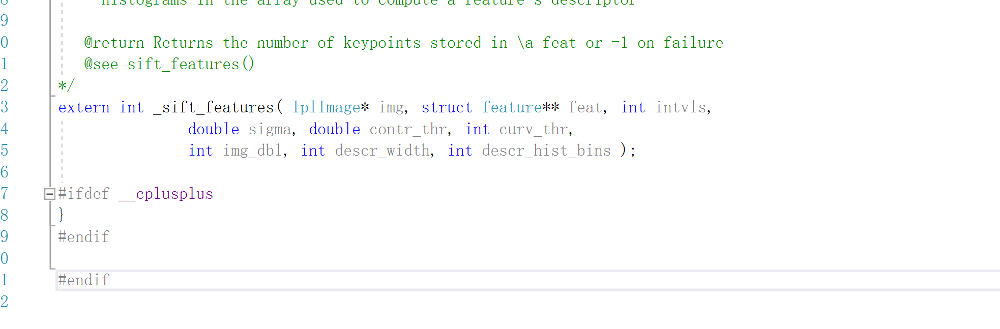 8 histograms in the array used to compute a feature's descriptor
9
0 @return Returns the number of keypoints stored in \a feat or -1 on failure
1 @see sift_features()
2 */
3 extern int _sift_features( IplImage* img, struct feature** feat, int intvls,
4 double sigma, double contr_thr, int curv_thr,
5 int img_dbl, int descr_width, int descr_hist_bins );
6
7 #ifdef __cplusplus
8 }
9 #endif
0
1 #endif
2